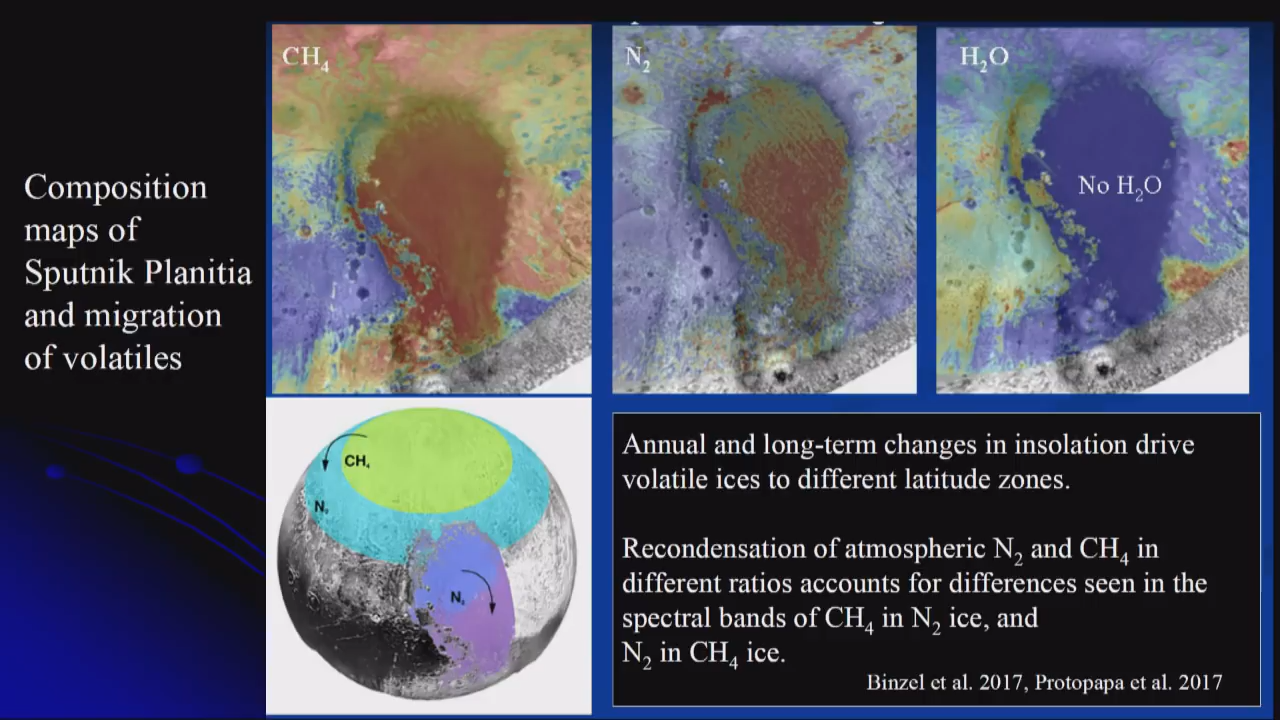 Composition
maps of
Sputnik Planitia
and migration
of volatiles
CH₄
N₂
H₂O
No H₂O
CH₄
N₂
N₂
Annual and long-term changes in insolation drive
volatile ices to different latitude zones.
Recondensation of atmospheric N₂ and CH₄ in
different ratios accounts for differences seen in the
spectral bands of CH₄ in N₂ ice, and
N₂ in CH₄ ice.
Binzel et al. 2017, Protopapa et al. 2017